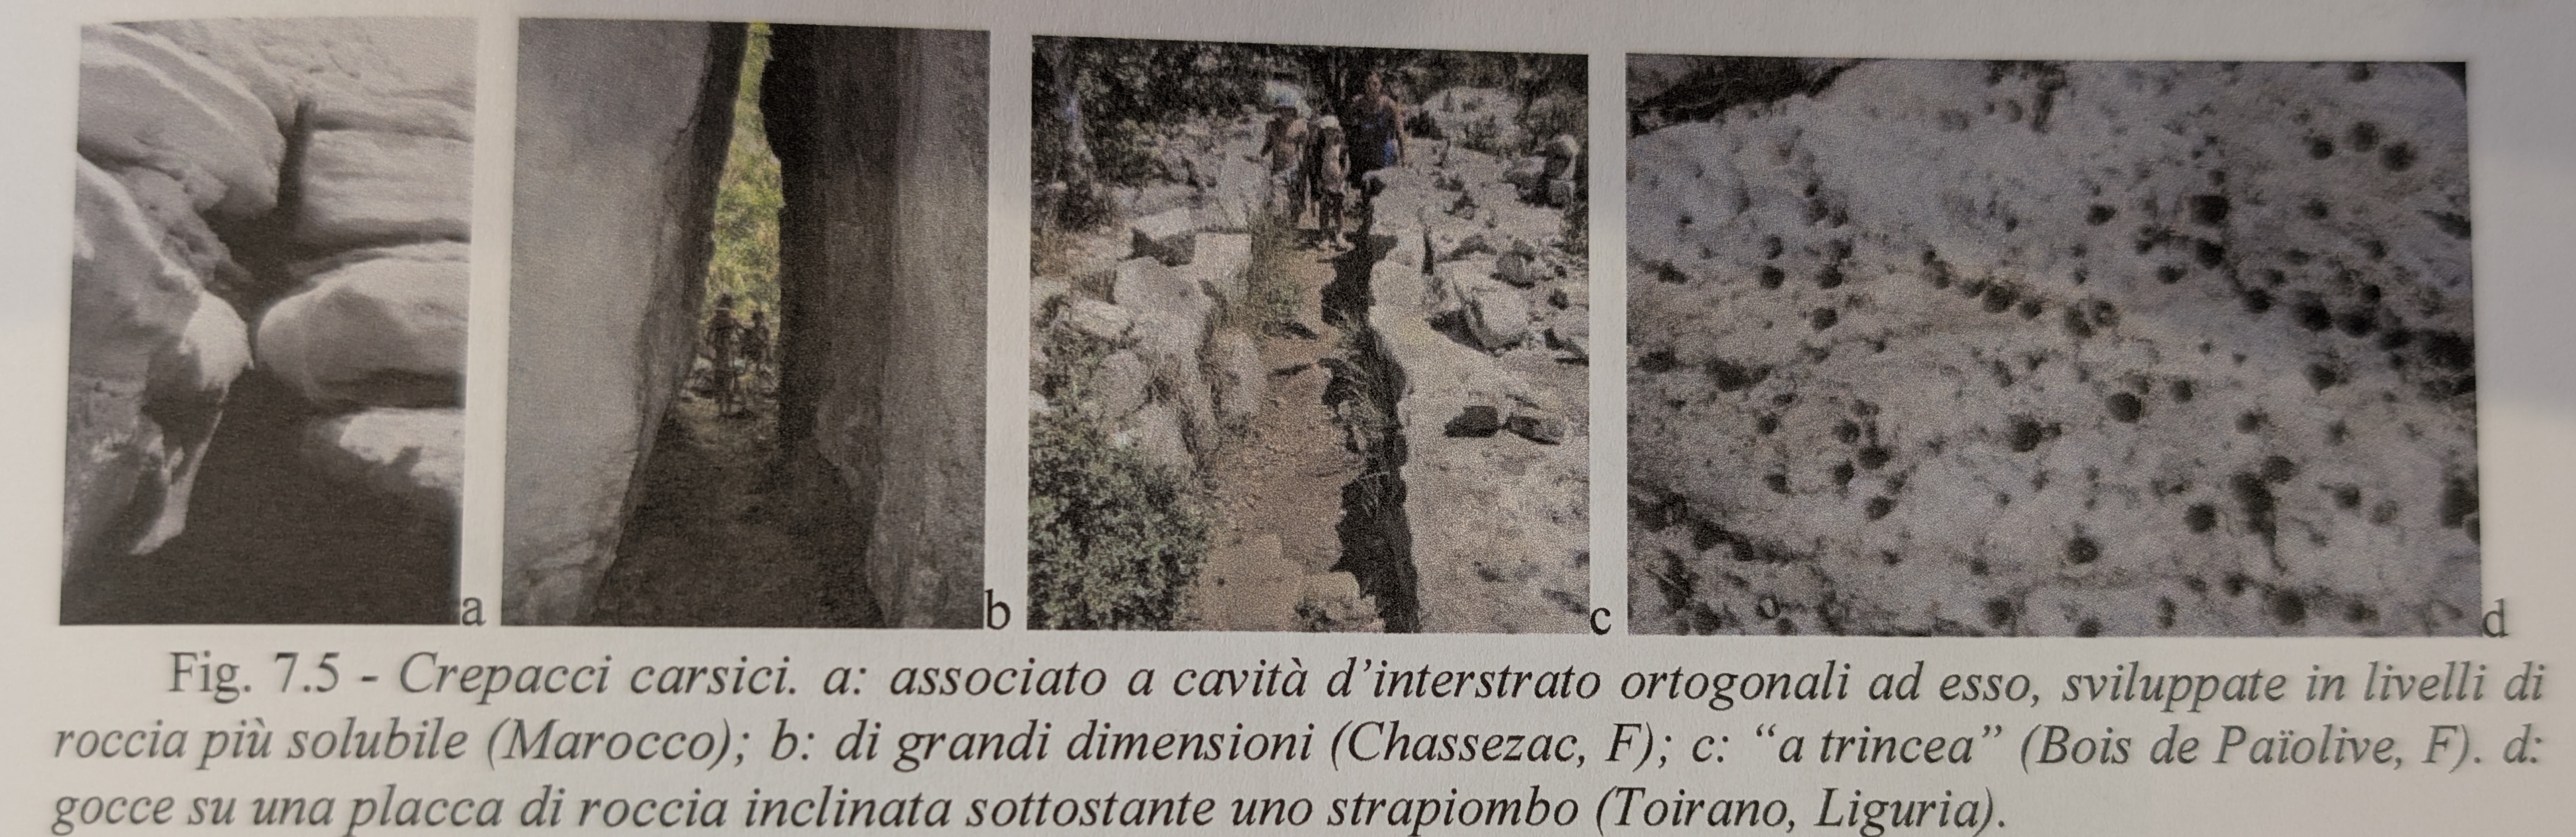 a b c d
Fig. 7.5 - Crepacci carsici. a: associato a cavità d'interstrato ortogonali ad esso, sviluppate in livelli di
roccia più solubile (Marocco); b: di grandi dimensioni (Chassezac, F); c: "a trincea" (Bois de Païolive, F). d:
gocce su una placca di roccia inclinata sottostante uno strapiombo (Toirano, Liguria).